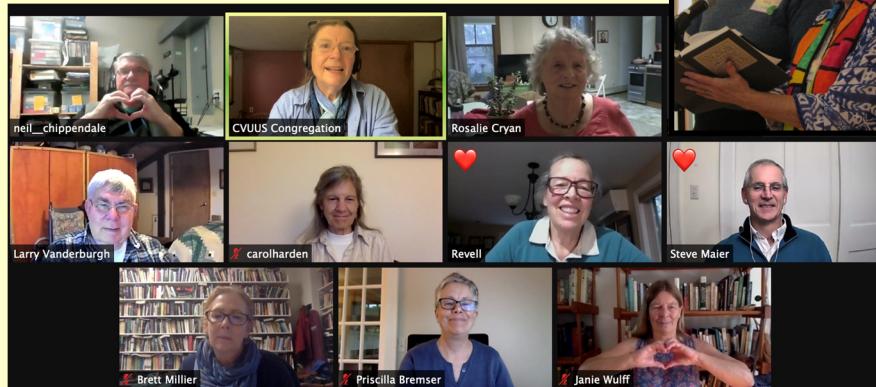 neil__chippendale
CVUUS Congregation
Rosalie Cryan
Larry Vanderburgh
carolharden
Revell
Steve Maier
Brett Millier
Priscilla Bremser
Janie Wulff